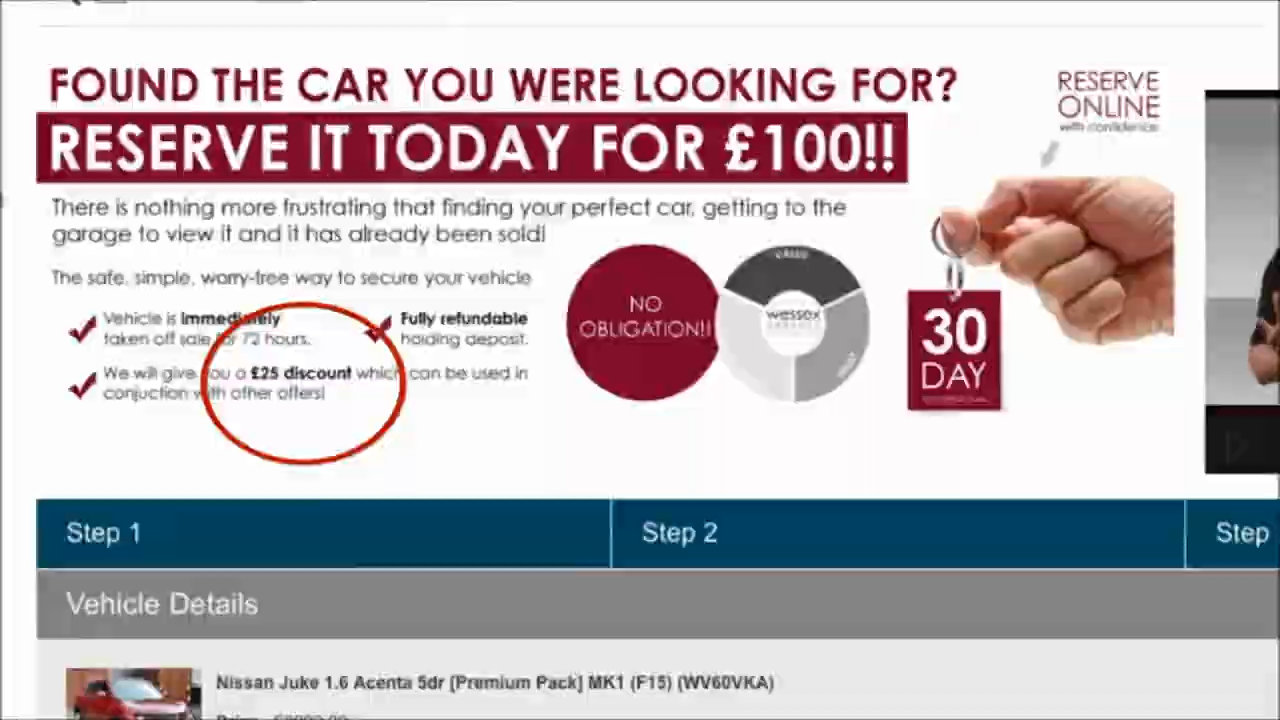 FOUND THE CAR YOU WERE LOOKING FOR?
RESERVE IT TODAY FOR £100!!
RESERVE
ONLINE
with confidence
There is nothing more frustrating that finding your perfect car, getting to the
garage to view it and it has already been sold!
The safe, simple, worry-free way to secure your vehicle
Vehicle is immediately
taken off sale for 72 hours.
Fully refundable
holding deposit.
We will give you a £25 discount which can be used in
conjuction with other offers!
NO
OBLIGATION!!
VALUE
wessex
GARAGES
30
DAY
Step 1
Step 2
Step
Vehicle Details
Nissan Juke 1.6 Acenta 5dr [Premium Pack] MK1 (F15) (WV60VKA)